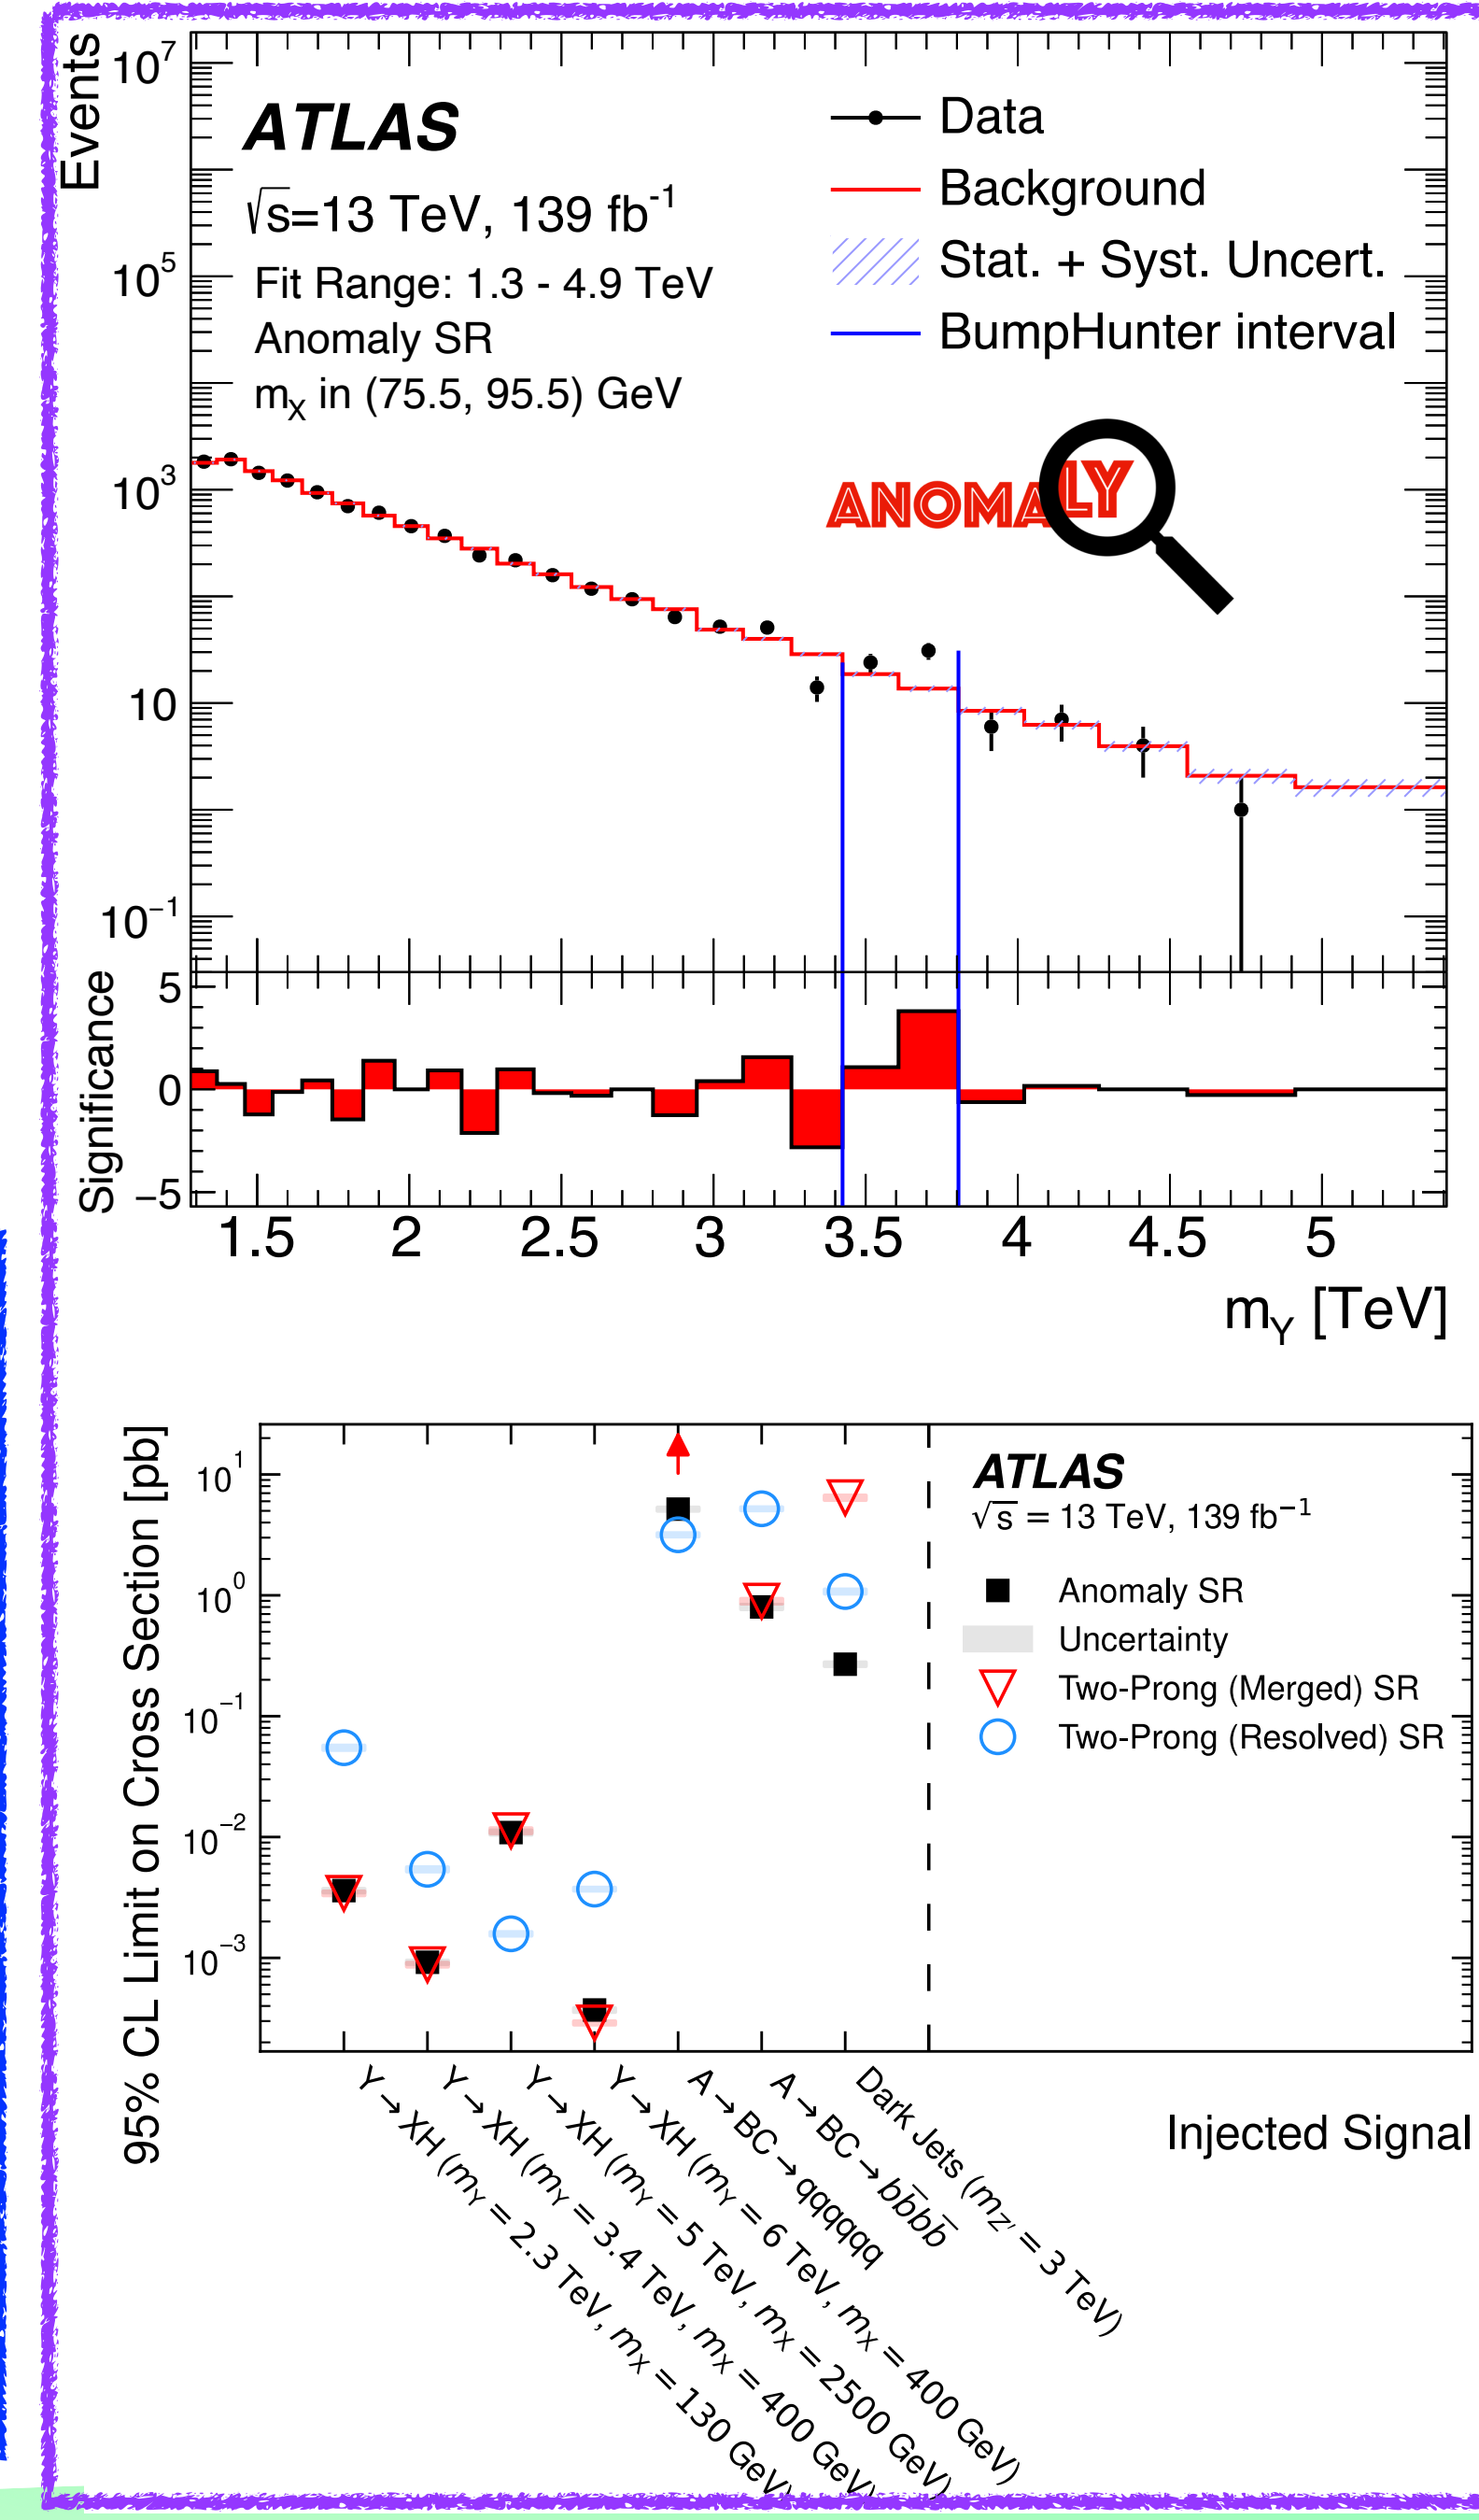 Events
10⁷
10⁵
10³
10
10⁻¹
ATLAS
√s=13 TeV, 139 fb⁻¹
Fit Range: 1.3 - 4.9 TeV
Anomaly SR
mX in (75.5, 95.5) GeV
Data
Background
Stat. + Syst. Uncert.
BumpHunter interval
ANOMALY
Significance
5
0
−5
1.5 2 2.5 3 3.5 4 4.5 5
mY [TeV]
95% CL Limit on Cross Section [pb]
10¹
10⁰
10⁻¹
10⁻²
10⁻³
ATLAS
√s = 13 TeV, 139 fb⁻¹
Anomaly SR
Uncertainty
Two-Prong (Merged) SR
Two-Prong (Resolved) SR
Y→XH (mY = 2.3 TeV, mX = 130 GeV)
Y→XH (mY = 3.4 TeV, mX = 400 GeV)
Y→XH (mY = 5 TeV, mX = 2500 GeV)
Y→XH (mY = 6 TeV, mX = 400 GeV)
A→BC→qqqqqq
A→BC→bb̅bb̅
Dark Jets (mZ′ = 3 TeV)
Injected Signal